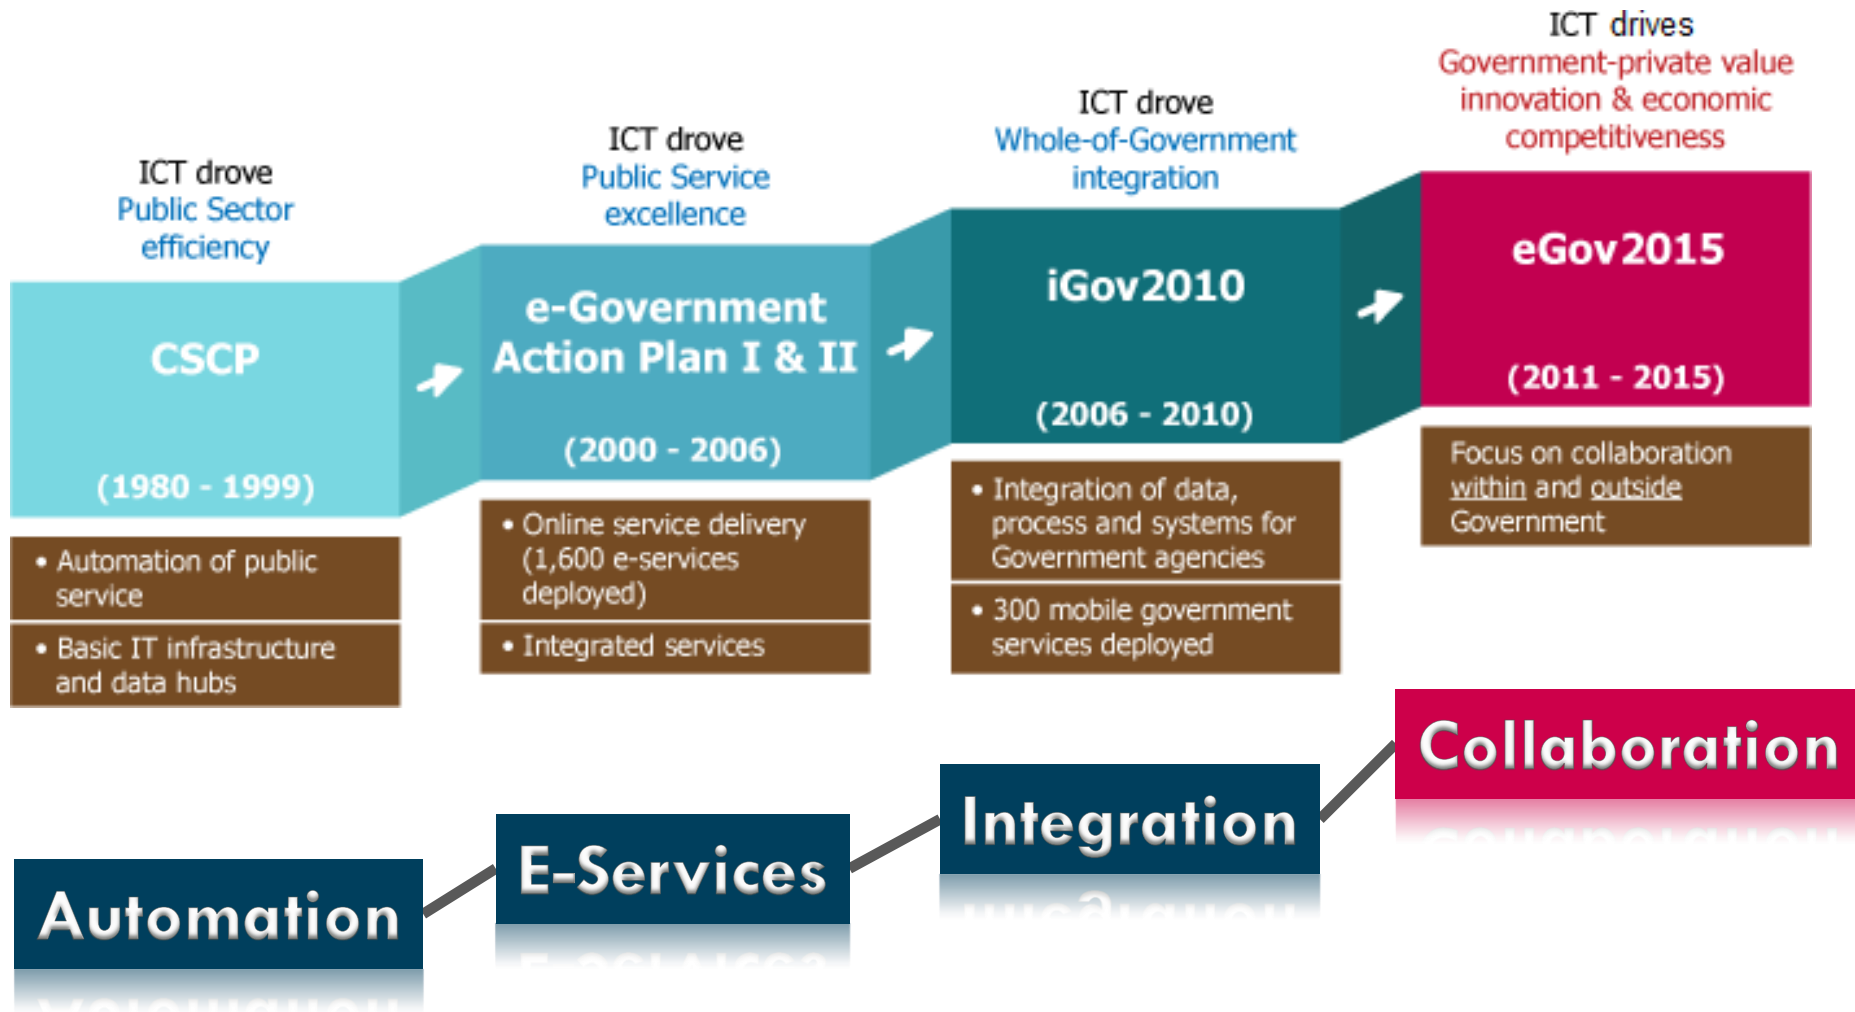 ICT drove
Public Sector
efficiency
CSCP
(1980 - 1999)
• Automation of public
service
• Basic IT infrastructure
and data hubs
ICT drove
Public Service
excellence
e-Government
Action Plan I & II
(2000 - 2006)
• Online service delivery
(1,600 e-services
deployed)
• Integrated services
ICT drove
Whole-of-Government
integration
iGov2010
(2006 - 2010)
• Integration of data,
process and systems for
Government agencies
• 300 mobile government
services deployed
ICT drives
Government-private value
innovation & economic
competitiveness
eGov2015
(2011 - 2015)
Focus on collaboration
within and outside
Government
Automation
E-Services
Integration
Collaboration